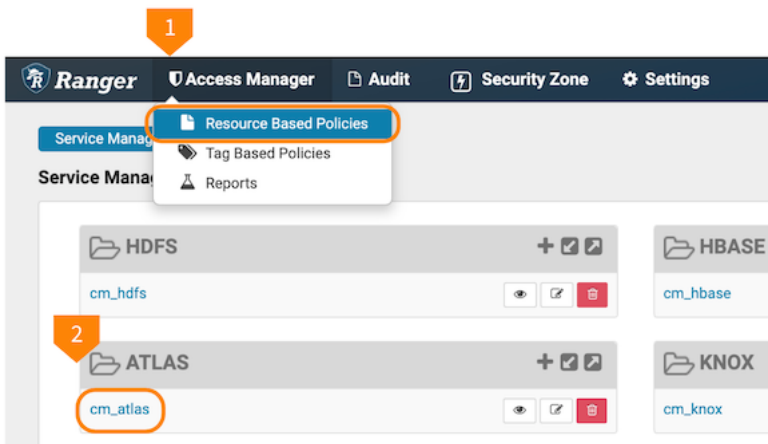 1
Ranger Access Manager Audit Security Zone Settings
Resource Based Policies
Service Manag
Tag Based Policies
Service Mana
Reports
HDFS HBASE
cm_hdfs cm_hbase
2
ATLAS KNOX
cm_atlas cm_knox